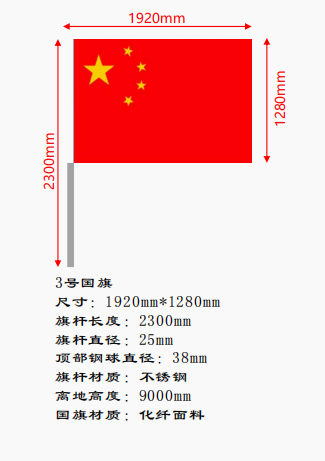 1920mm
1280mm
2300mm
3号国旗
尺寸：1920mm*1280mm
旗杆长度：2300mm
旗杆直径：25mm
顶部钢球直径：38mm
旗杆材质：不锈钢
离地高度：9000mm
国旗材质：化纤面料